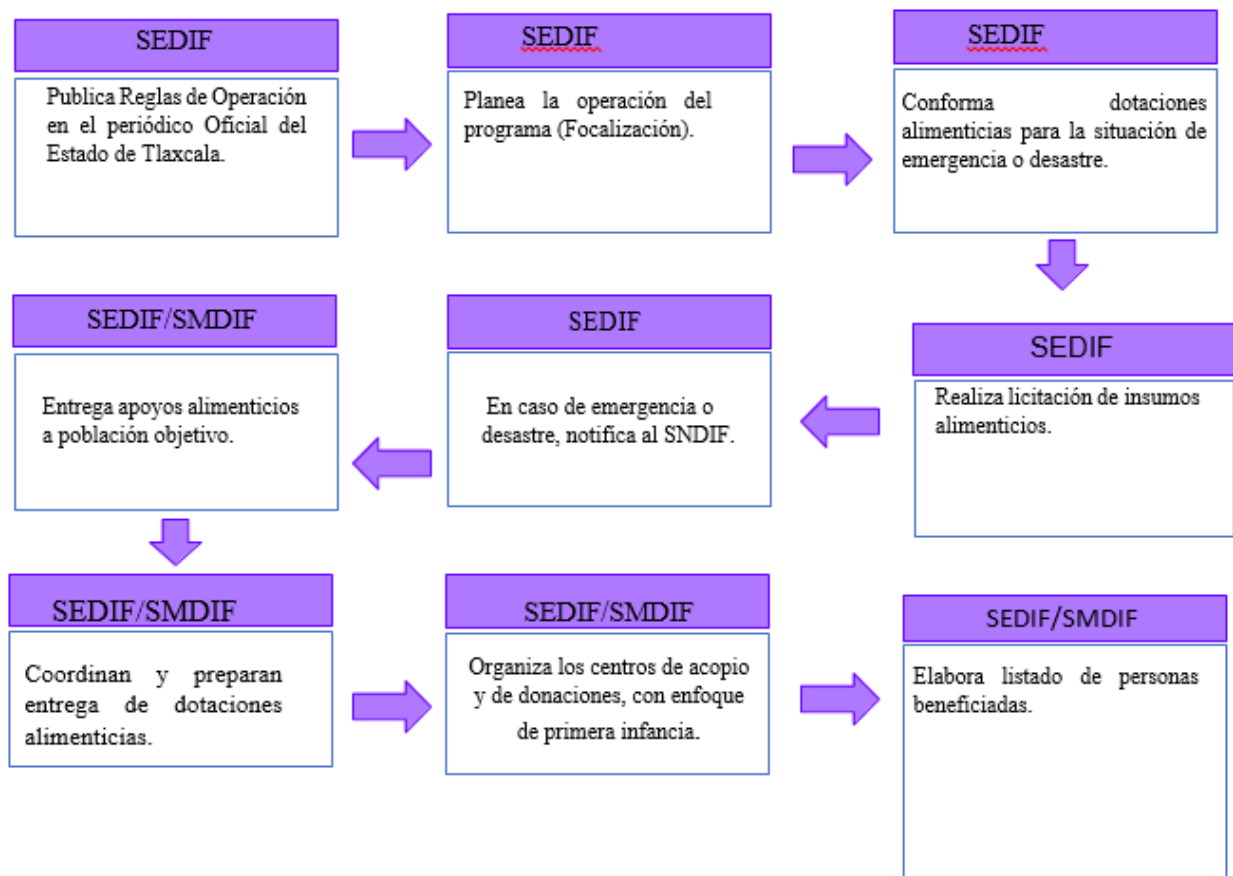 SEDIF
Publica Reglas de Operación
en el periódico Oficial del
Estado de Tlaxcala.
SEDIF
Planea la operación del
programa (Focalización).
SEDIF
Conforma dotaciones
alimenticias para la situación de
emergencia o desastre.
SEDIF
Realiza licitación de insumos
alimenticios.
SEDIF
En caso de emergencia o
desastre, notifica al SNDIF.
SEDIF/SMDIF
Entrega apoyos alimenticios
a población objetivo.
SEDIF/SMDIF
Coordinan y preparan
entrega de dotaciones
alimenticias.
SEDIF/SMDIF
Organiza los centros de acopio
y de donaciones, con enfoque
de primera infancia.
SEDIF/SMDIF
Elabora listado de personas
beneficiadas.